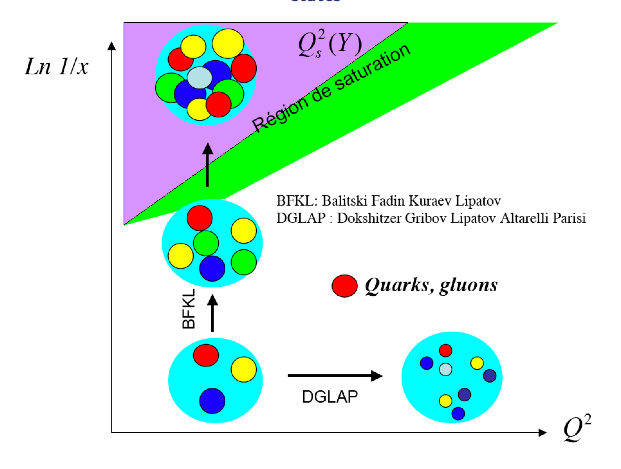 Ln 1/x
Q_s^2(Y)
Région de saturation
BFKL: Balitski Fadin Kuraev Lipatov
DGLAP : Dokshitzer Gribov Lipatov Altarelli Parisi
Quarks, gluons
BFKL
DGLAP
Q^2